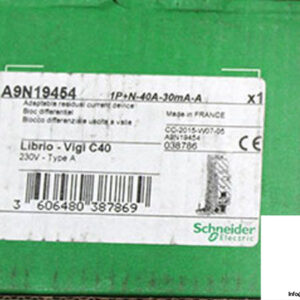 A9N19454 1P+N-40A-30mA-A x1
Adaptable residual current device
Bloc différentiel
Blocco differenziale uscita a valle
Made in FRANCE
CO-2015-W07-05
A9N19454
038786
Librio - Vigi C40
230V - Type A
3 606480 387869
Schneider
Electric